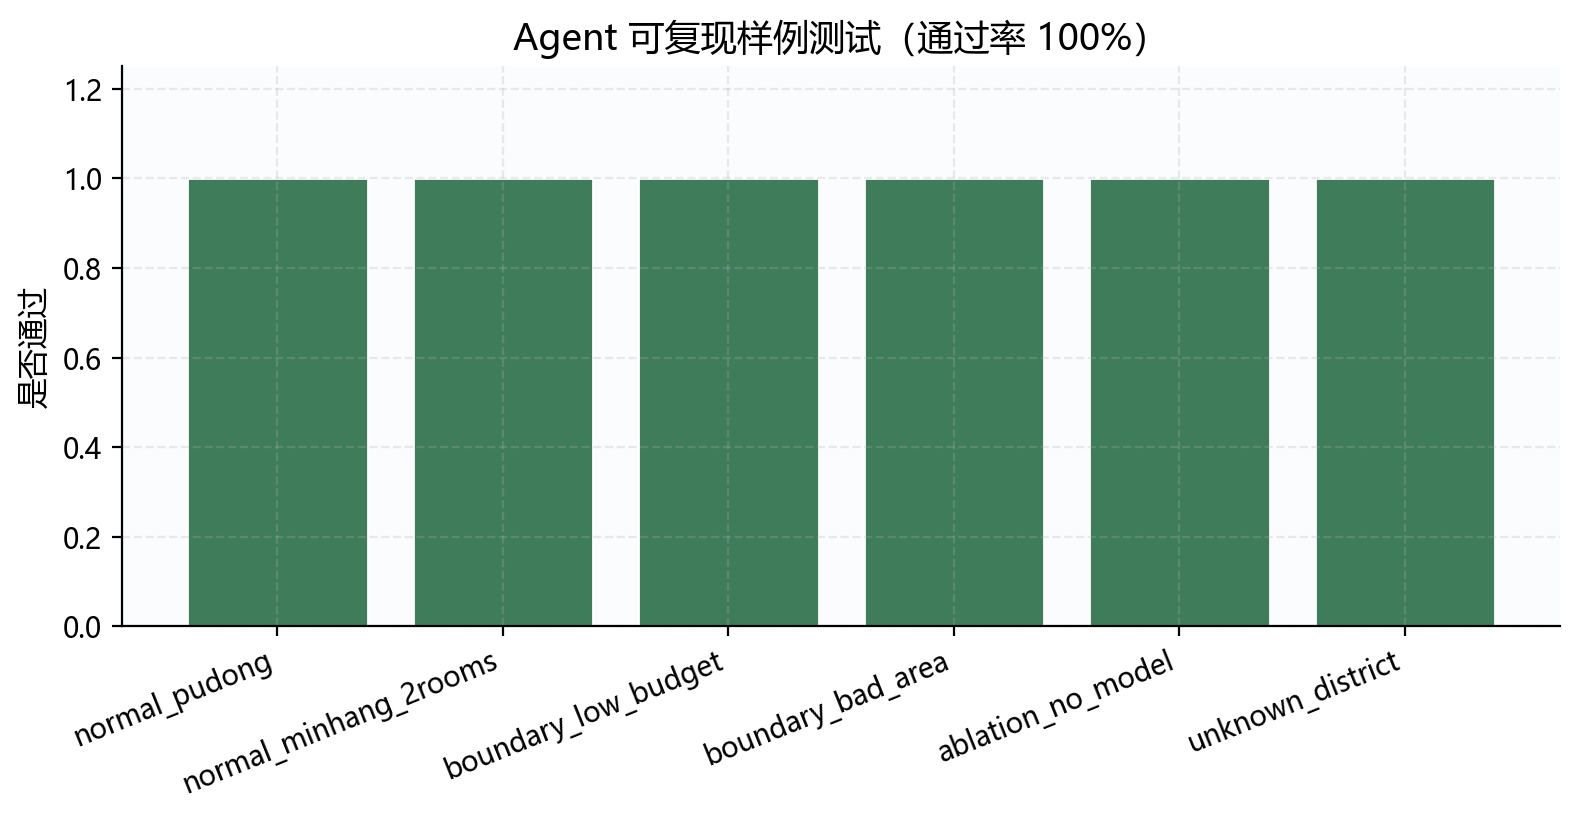 Agent 可复现样例测试（通过率 100%）
是否通过
1.2
1.0
0.8
0.6
0.4
0.2
0.0
normal_pudong
normal_minhang_2rooms
boundary_low_budget
boundary_bad_area
ablation_no_model
unknown_district